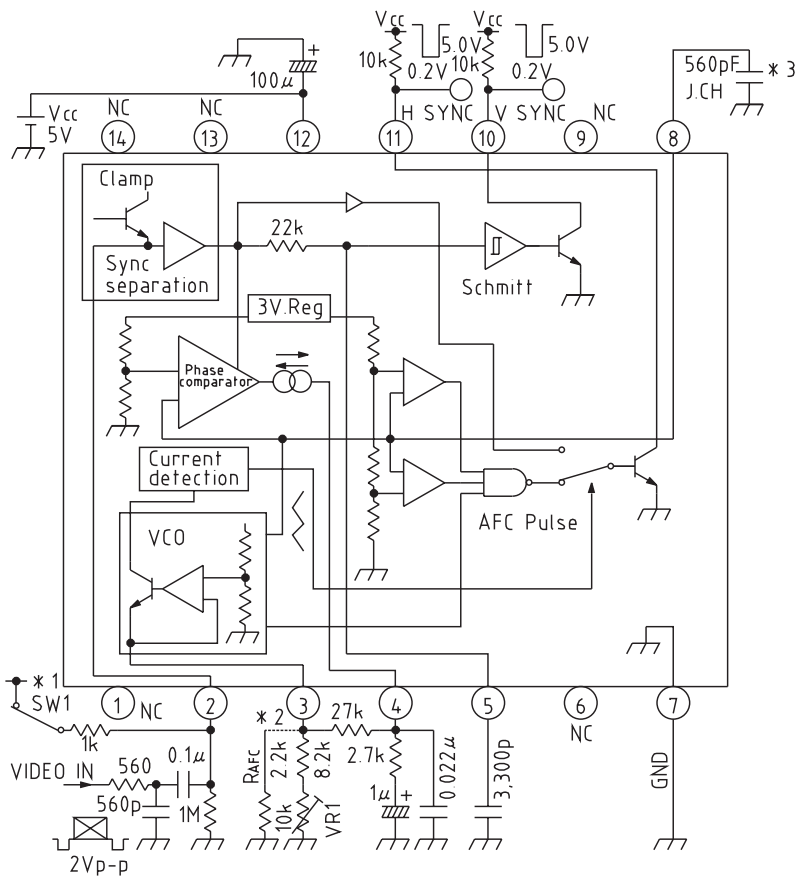 Vcc
Vcc
5.0V
5.0V
10k
10k
0.2V
0.2V
560pF
* 3
J.CH
+
100μ
Vcc
5V
NC
NC
H SYNC
V SYNC
NC
14
13
12
11
10
9
8
Clamp
Sync
separation
22k
Schmitt
3V.Reg
Phase
comparator
Current
detection
AFC Pulse
VCO
* 1
SW1
1
NC
2
3
4
5
6
NC
7
1k
* 2
27k
VIDEO IN
560
0.1μ
RAFC
2.2k
8.2k
2.7k
0.022μ
3,300p
GND
560p
1M
10k
VR1
1μ
+
2Vp-p